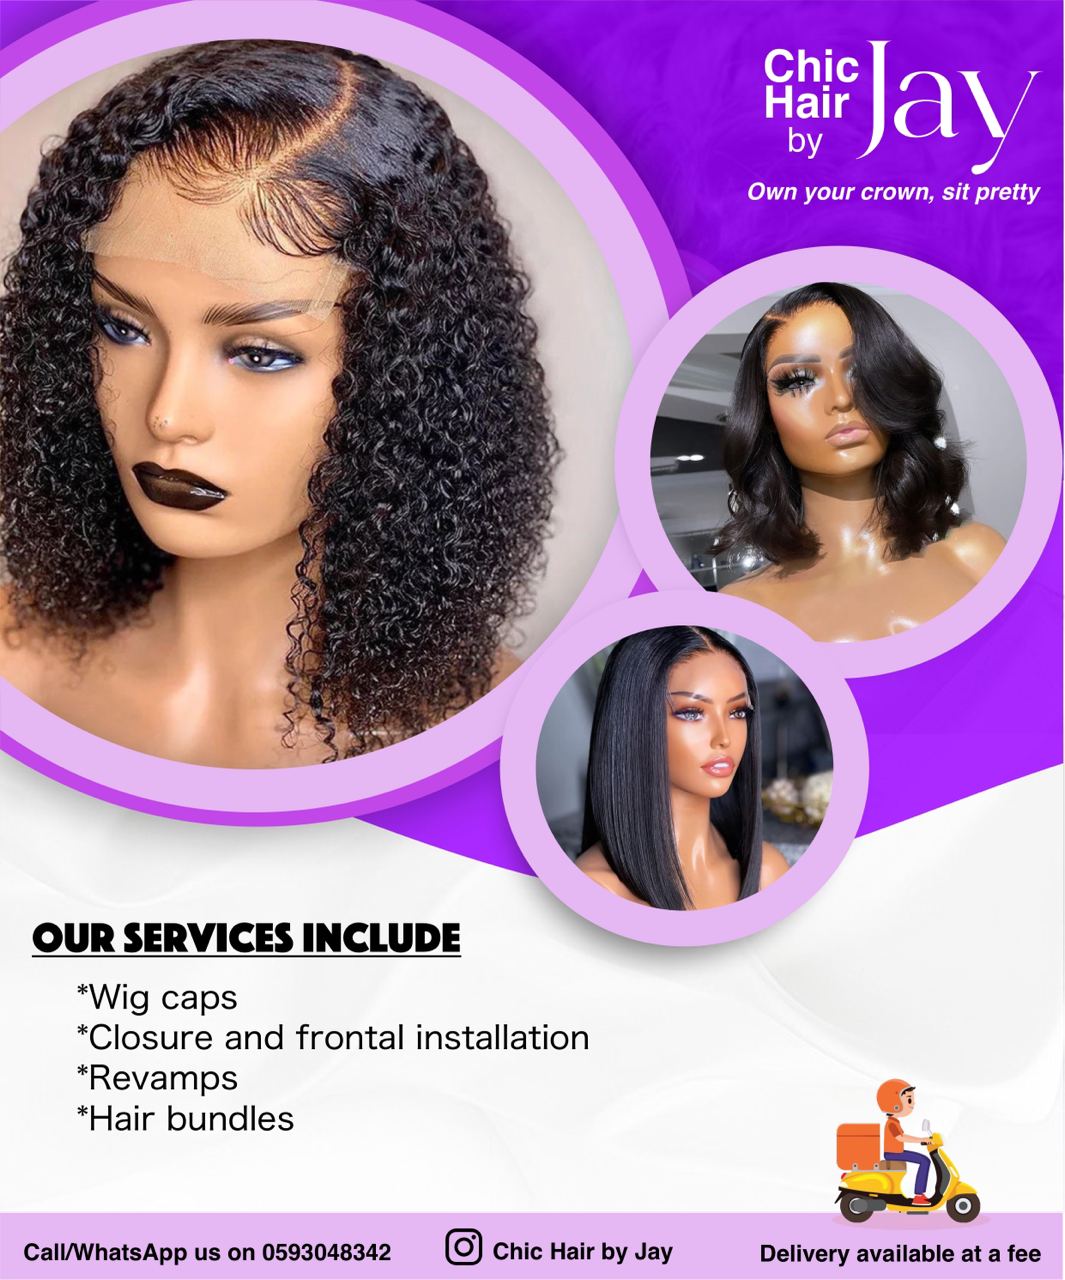 Chic
Hair
by
Jay
Own your crown, sit pretty
OUR SERVICES INCLUDE
*Wig caps
*Closure and frontal installation
*Revamps
*Hair bundles
Call/WhatsApp us on 0593048342
Chic Hair by Jay
Delivery available at a fee